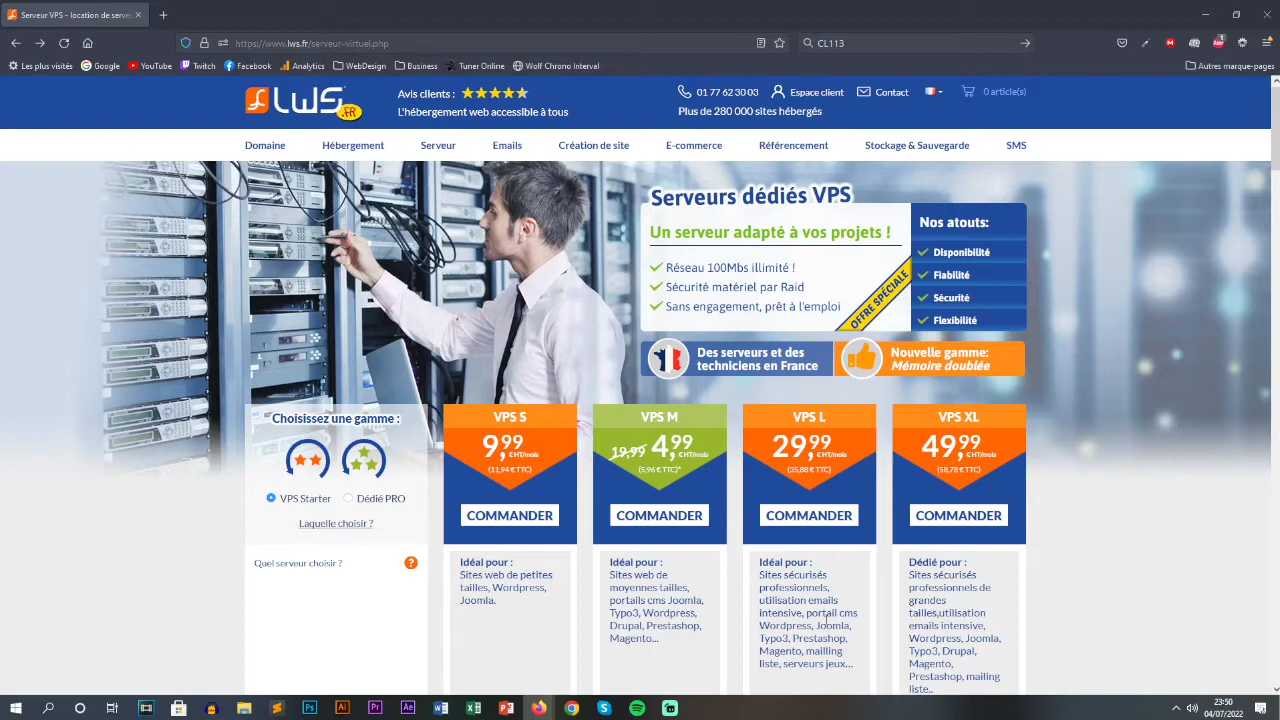 Serveur VPS - location de serve
https://www.lws.fr/serveur-virtuel.php
CL113
Les plus visités
Google
YouTube
Twitch
Facebook
Analytics
WebDesign
Business
Tuner Online
Wolf Chrono Interval
Autres marque-pages
LWS
.FR
Avis clients :
L'hébergement web accessible à tous
01 77 62 30 03
Espace client
Contact
0 article(s)
Plus de 280 000 sites hébergés
Domaine
Hébergement
Serveur
Emails
Création de site
E-commerce
Référencement
Stockage & Sauvegarde
SMS
Serveurs dédiés VPS
Un serveur adapté à vos projets !
Réseau 100Mbs illimité !
Sécurité matériel par Raid
Sans engagement, prêt à l'emploi
OFFRE SPÉCIALE
Nos atouts:
Disponibilité
Fiabilité
Sécurité
Flexibilité
Des serveurs et des
techniciens en France
Nouvelle gamme:
Mémoire doublée
Choisissez une gamme :
VPS Starter
Dédié PRO
Laquelle choisir ?
Quel serveur choisir ?
?
VPS S
9,99 € HT/mois
(11,94 € TTC)
COMMANDER
Idéal pour :
Sites web de petites
tailles, Wordpress,
Joomla.
VPS M
19,99 4,99 € HT/mois
(5,96 € TTC)*
COMMANDER
Idéal pour :
Sites web de
moyennes tailles,
portails cms Joomla,
Typo3, Wordpress,
Drupal, Prestashop,
Magento...
VPS L
29,99 € HT/mois
(35,88 € TTC)
COMMANDER
Idéal pour :
Sites sécurisés
professionnels,
utilisation emails
intensive, portail cms
Wordpress, Joomla,
Typo3, Prestashop,
Magento, mailling
liste, serveurs jeux...
VPS XL
49,99 € HT/mois
(58,78 € TTC)
COMMANDER
Dédié pour :
Sites sécurisés
professionnels de
grandes
tailles,utilisation
emails intensive,
Wordpress, Joomla,
Typo3, Drupal,
Magento,
Prestashop, mailing
liste..
23:50
04/07/2022